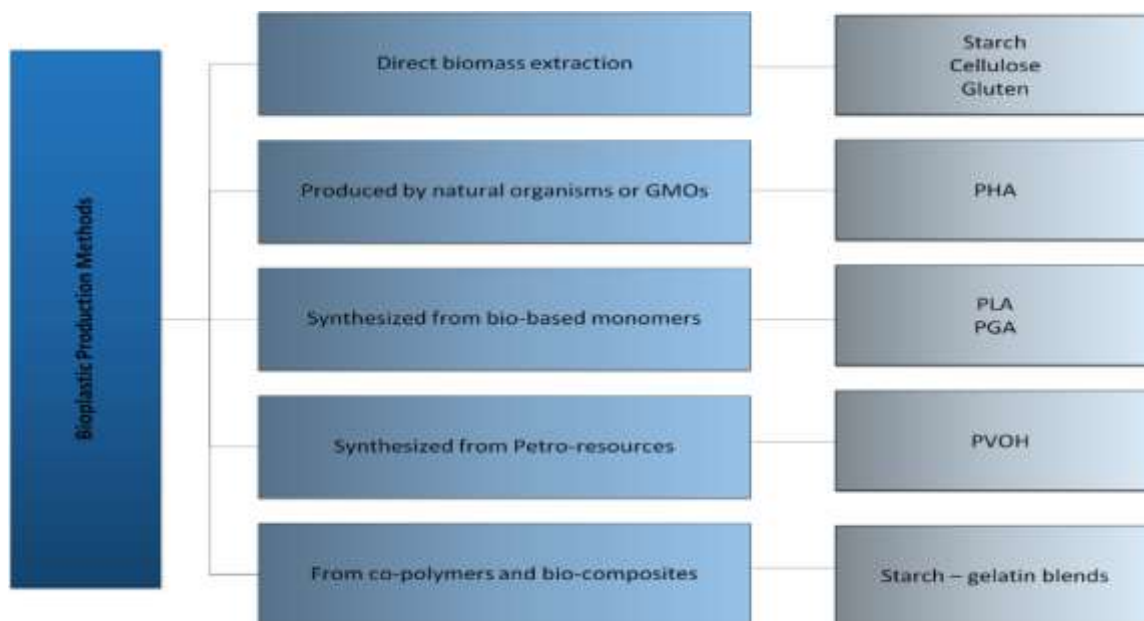 Bioplastic Production Methods
Direct biomass extraction
Starch
Cellulose
Gluten
Produced by natural organisms or GMOs
PHA
Synthesized from bio-based monomers
PLA
PGA
Synthesized from Petro-resources
PVOH
From co-polymers and bio-composites
Starch – gelatin blends